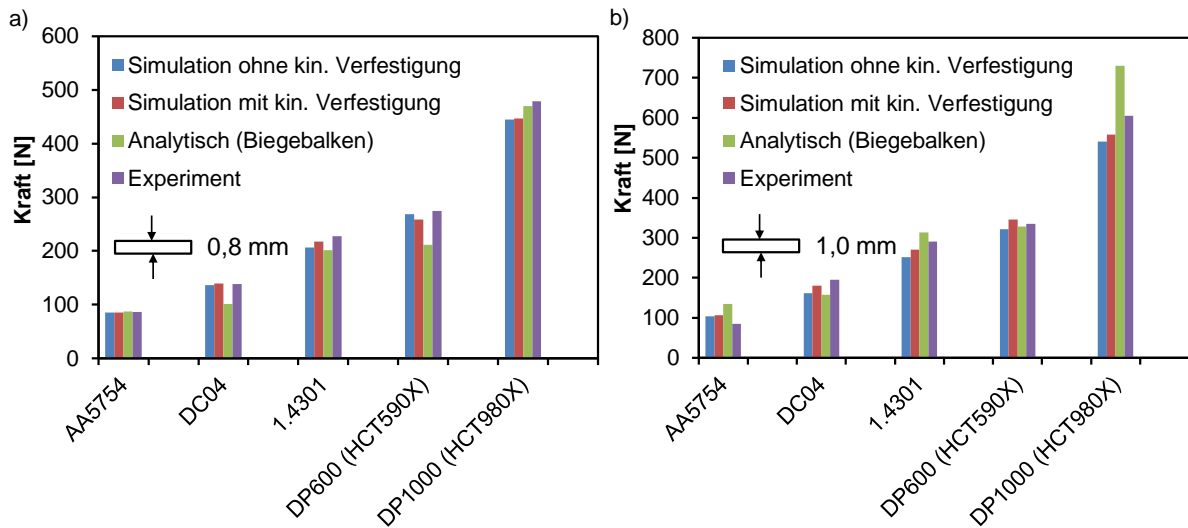 a)
600
500
400
300
200
100
0
Kraft [N]
Simulation ohne kin. Verfestigung
Simulation mit kin. Verfestigung
Analytisch (Biegebalken)
Experiment
0,8 mm
AA5754
DC04
1.4301
DP600 (HCT590X)
DP1000 (HCT980X)
b)
800
700
600
500
400
300
200
100
0
Kraft [N]
Simulation ohne kin. Verfestigung
Simulation mit kin. Verfestigung
Analytisch (Biegebalken)
Experiment
1,0 mm
AA5754
DC04
1.4301
DP600 (HCT590X)
DP1000 (HCT980X)